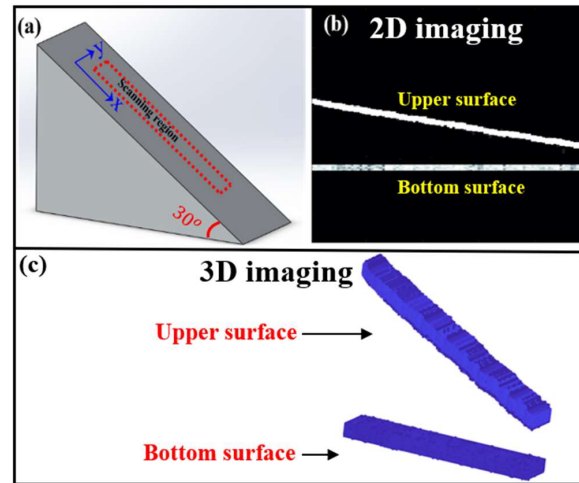 (a)
y
x
Scanning region
30°
(b)
2D imaging
Upper surface
Bottom surface
(c)
3D imaging
Upper surface
Bottom surface